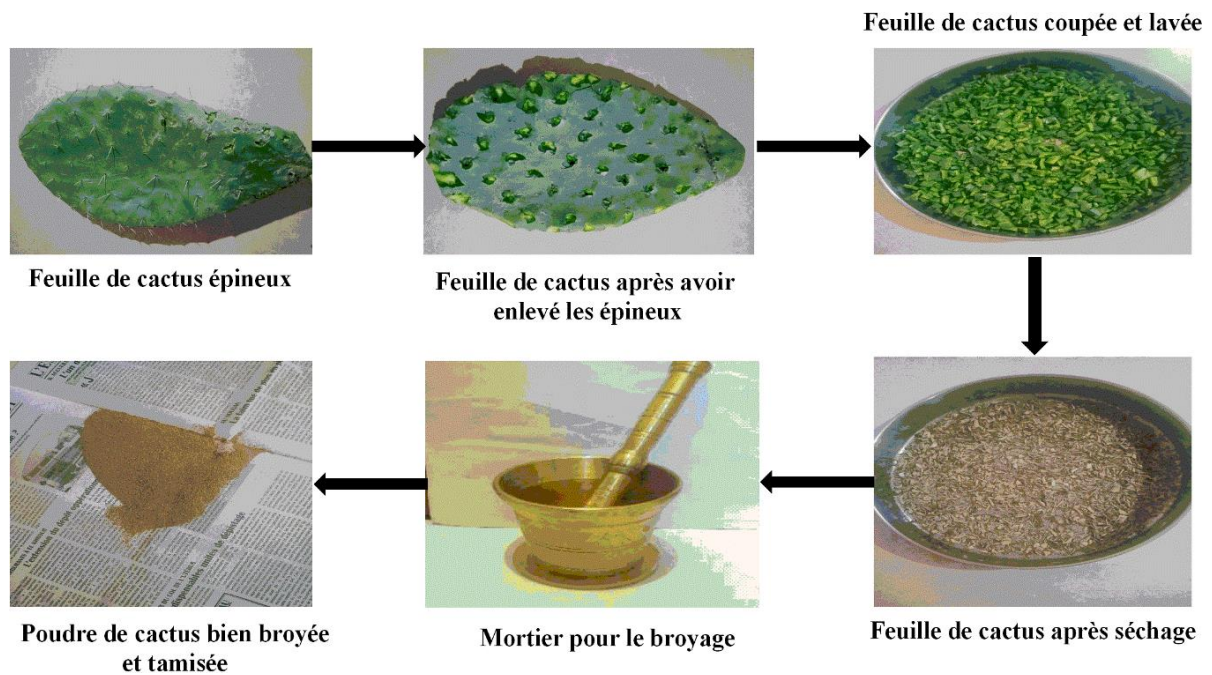 Feuille de cactus coupée et lavée
Feuille de cactus épineux
Feuille de cactus après avoir
enlevé les épineux
Feuille de cactus après séchage
Mortier pour le broyage
Poudre de cactus bien broyée
et tamisée